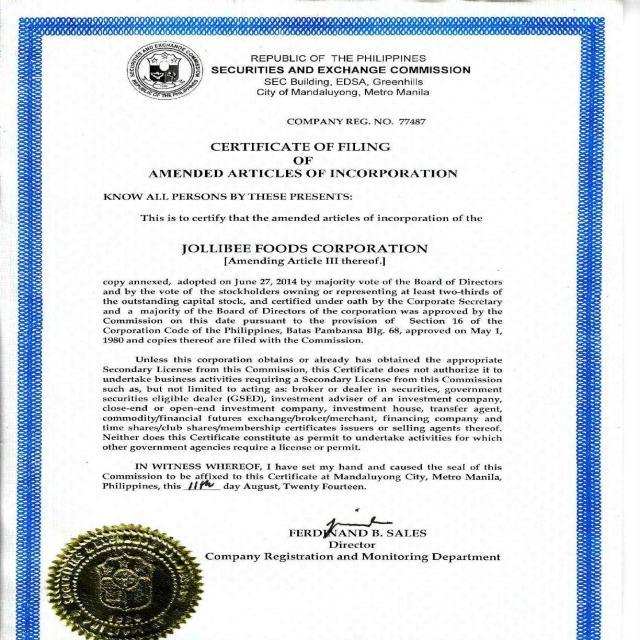 REPUBLIC OF THE PHILIPPINES
SECURITIES AND EXCHANGE COMMISSION
SEC Building, EDSA, Greenhills
City of Mandaluyong, Metro Manila
COMPANY REG. NO. 77487
CERTIFICATE OF FILING
OF
AMENDED ARTICLES OF INCORPORATION
KNOW ALL PERSONS BY THESE PRESENTS:
This is to certify that the amended articles of incorporation of the
JOLLIBEE FOODS CORPORATION
[Amending Article III thereof.]
copy annexed, adopted on June 27, 2014 by majority vote of the Board of Directors
and by the vote of the stockholders owning or representing at least two-thirds of
the outstanding capital stock, and certified under oath by the Corporate Secretary
and a majority of the Board of Directors of the corporation was approved by the
Commission on this date pursuant to the provision of Section 16 of the
Corporation Code of the Philippines, Batas Pambansa Blg. 68, approved on May 1,
1980 and copies thereof are filed with the Commission.
Unless this corporation obtains or already has obtained the appropriate
Secondary License from this Commission, this Certificate does not authorize it to
undertake business activities requiring a Secondary License from this Commission
such as, but not limited to acting as: broker or dealer in securities, government
securities eligible dealer (GSED), investment adviser of an investment company,
close-end or open-end investment company, investment house, transfer agent,
commodity/financial futures exchange/broker/merchant, financing company and
time shares/club shares/membership certificates issuers or selling agents thereof.
Neither does this Certificate constitute as permit to undertake activities for which
other government agencies require a license or permit.
IN WITNESS WHEREOF, I have set my hand and caused the seal of this
Commission to be affixed to this Certificate at Mandaluyong City, Metro Manila,
Philippines, this 11th day August, Twenty Fourteen.
FERDINAND B. SALES
Director
Company Registration and Monitoring Department